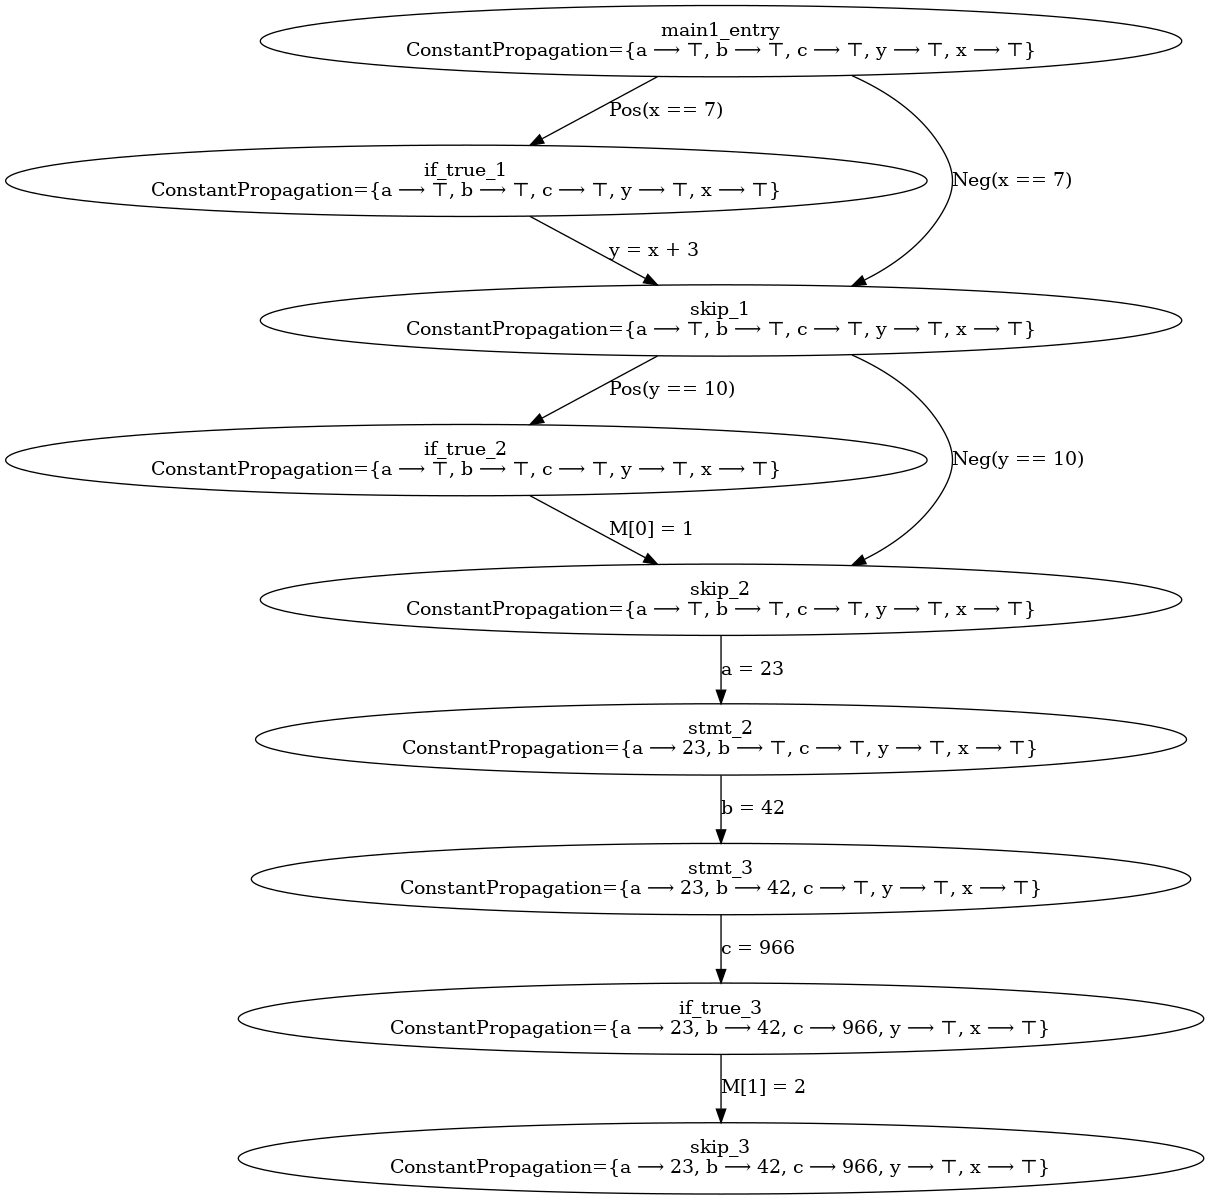 main1_entry
ConstantPropagation={a ⟶ ⊤, b ⟶ ⊤, c ⟶ ⊤, y ⟶ ⊤, x ⟶ ⊤}
Pos(x == 7)
if_true_1
ConstantPropagation={a ⟶ ⊤, b ⟶ ⊤, c ⟶ ⊤, y ⟶ ⊤, x ⟶ ⊤}
Neg(x == 7)
y = x + 3
skip_1
ConstantPropagation={a ⟶ ⊤, b ⟶ ⊤, c ⟶ ⊤, y ⟶ ⊤, x ⟶ ⊤}
Pos(y == 10)
if_true_2
ConstantPropagation={a ⟶ ⊤, b ⟶ ⊤, c ⟶ ⊤, y ⟶ ⊤, x ⟶ ⊤}
Neg(y == 10)
M[0] = 1
skip_2
ConstantPropagation={a ⟶ ⊤, b ⟶ ⊤, c ⟶ ⊤, y ⟶ ⊤, x ⟶ ⊤}
a = 23
stmt_2
ConstantPropagation={a ⟶ 23, b ⟶ ⊤, c ⟶ ⊤, y ⟶ ⊤, x ⟶ ⊤}
b = 42
stmt_3
ConstantPropagation={a ⟶ 23, b ⟶ 42, c ⟶ ⊤, y ⟶ ⊤, x ⟶ ⊤}
c = 966
if_true_3
ConstantPropagation={a ⟶ 23, b ⟶ 42, c ⟶ 966, y ⟶ ⊤, x ⟶ ⊤}
M[1] = 2
skip_3
ConstantPropagation={a ⟶ 23, b ⟶ 42, c ⟶ 966, y ⟶ ⊤, x ⟶ ⊤}